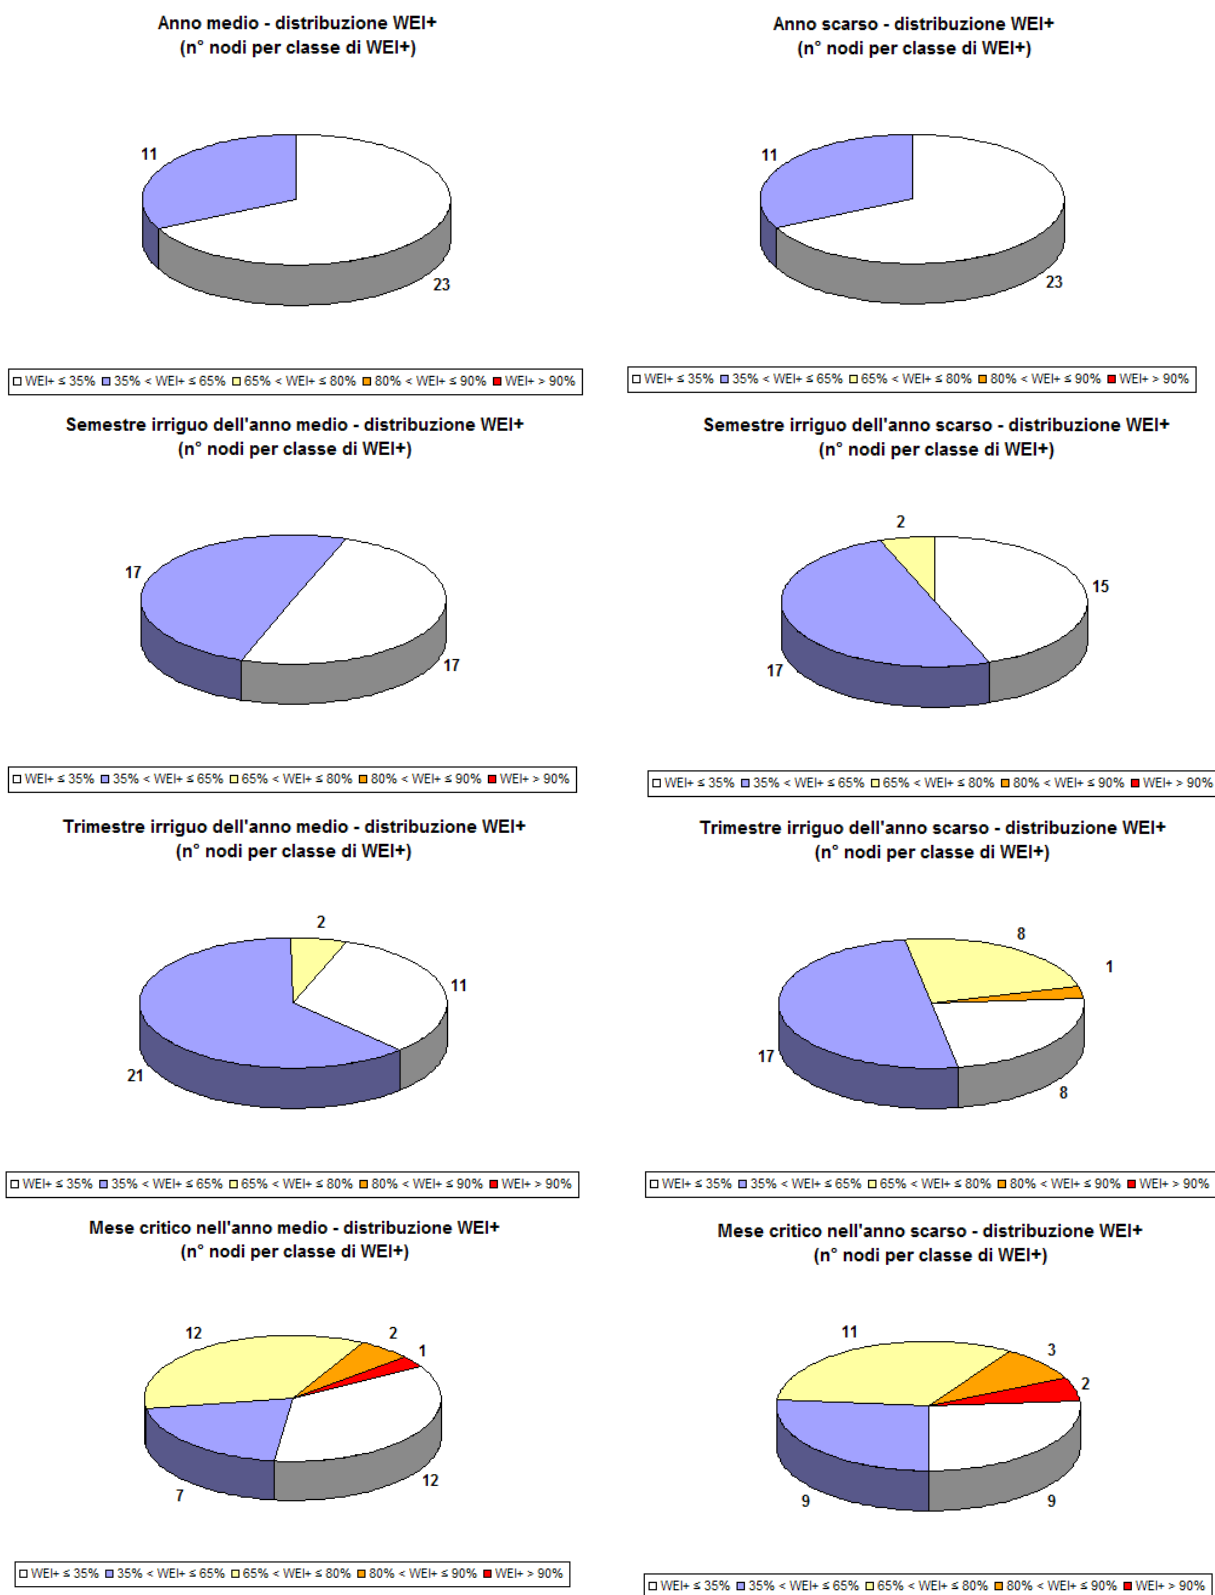 Anno medio - distribuzione WEI+
(n° nodi per classe di WEI+)
11
23
WEI+ ≤ 35% 35% < WEI+ ≤ 65% 65% < WEI+ ≤ 80% 80% < WEI+ ≤ 90% WEI+ > 90%
Anno scarso - distribuzione WEI+
(n° nodi per classe di WEI+)
11
23
WEI+ ≤ 35% 35% < WEI+ ≤ 65% 65% < WEI+ ≤ 80% 80% < WEI+ ≤ 90% WEI+ > 90%
Semestre irriguo dell'anno medio - distribuzione WEI+
(n° nodi per classe di WEI+)
17
17
WEI+ ≤ 35% 35% < WEI+ ≤ 65% 65% < WEI+ ≤ 80% 80% < WEI+ ≤ 90% WEI+ > 90%
Semestre irriguo dell'anno scarso - distribuzione WEI+
(n° nodi per classe di WEI+)
2
15
17
WEI+ ≤ 35% 35% < WEI+ ≤ 65% 65% < WEI+ ≤ 80% 80% < WEI+ ≤ 90% WEI+ > 90%
Trimestre irriguo dell'anno medio - distribuzione WEI+
(n° nodi per classe di WEI+)
2
11
21
WEI+ ≤ 35% 35% < WEI+ ≤ 65% 65% < WEI+ ≤ 80% 80% < WEI+ ≤ 90% WEI+ > 90%
Trimestre irriguo dell'anno scarso - distribuzione WEI+
(n° nodi per classe di WEI+)
8
1
17
8
WEI+ ≤ 35% 35% < WEI+ ≤ 65% 65% < WEI+ ≤ 80% 80% < WEI+ ≤ 90% WEI+ > 90%
Mese critico nell'anno medio - distribuzione WEI+
(n° nodi per classe di WEI+)
12
2
1
7
12
WEI+ ≤ 35% 35% < WEI+ ≤ 65% 65% < WEI+ ≤ 80% 80% < WEI+ ≤ 90% WEI+ > 90%
Mese critico nell'anno scarso - distribuzione WEI+
(n° nodi per classe di WEI+)
11
3
2
9
9
WEI+ ≤ 35% 35% < WEI+ ≤ 65% 65% < WEI+ ≤ 80% 80% < WEI+ ≤ 90% WEI+ > 90%